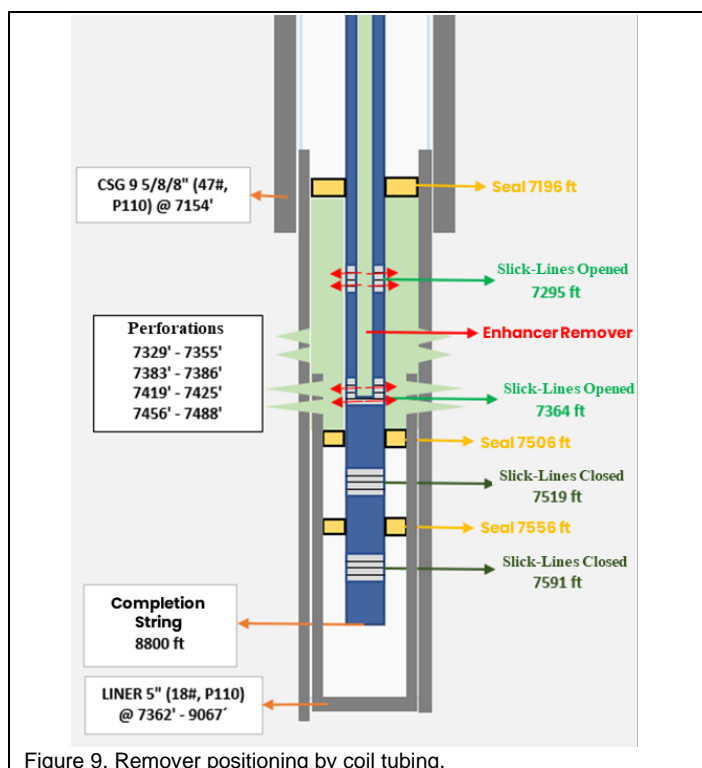 CSG 9 5/8/8" (47#,
P110) @ 7154'
Seal 7196 ft
Slick-Lines Opened
7295 ft
Enhancer Remover
Perforations
7329' - 7355'
7383' - 7386'
7419' - 7425'
7456' - 7488'
Slick-Lines Opened
7364 ft
Seal 7506 ft
Slick-Lines Closed
7519 ft
Seal 7556 ft
Slick-Lines Closed
7591 ft
Completion
String
8800 ft
LINER 5" (18#, P110)
@ 7362' - 9067´
Figure 9. Remover positioning by coil tubing.